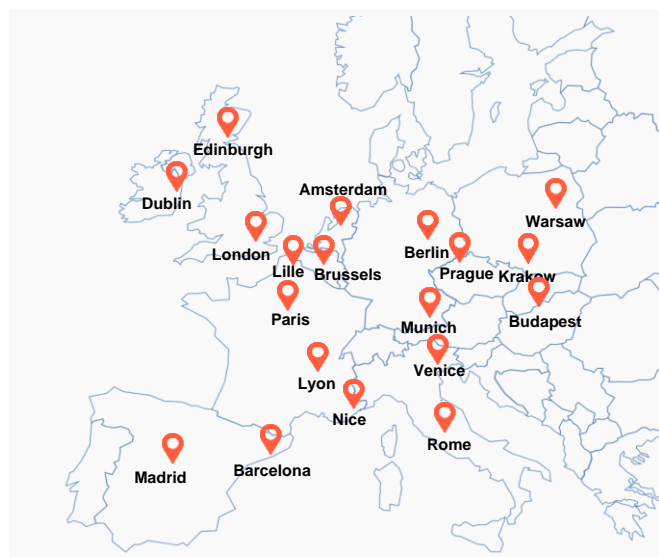 Edinburgh
Amsterdam
Dublin
Warsaw
London
Berlin
Lille
Brussels
Prague
Krakow
Paris
Munich
Budapest
Venice
Lyon
Nice
Rome
Barcelona
Madrid